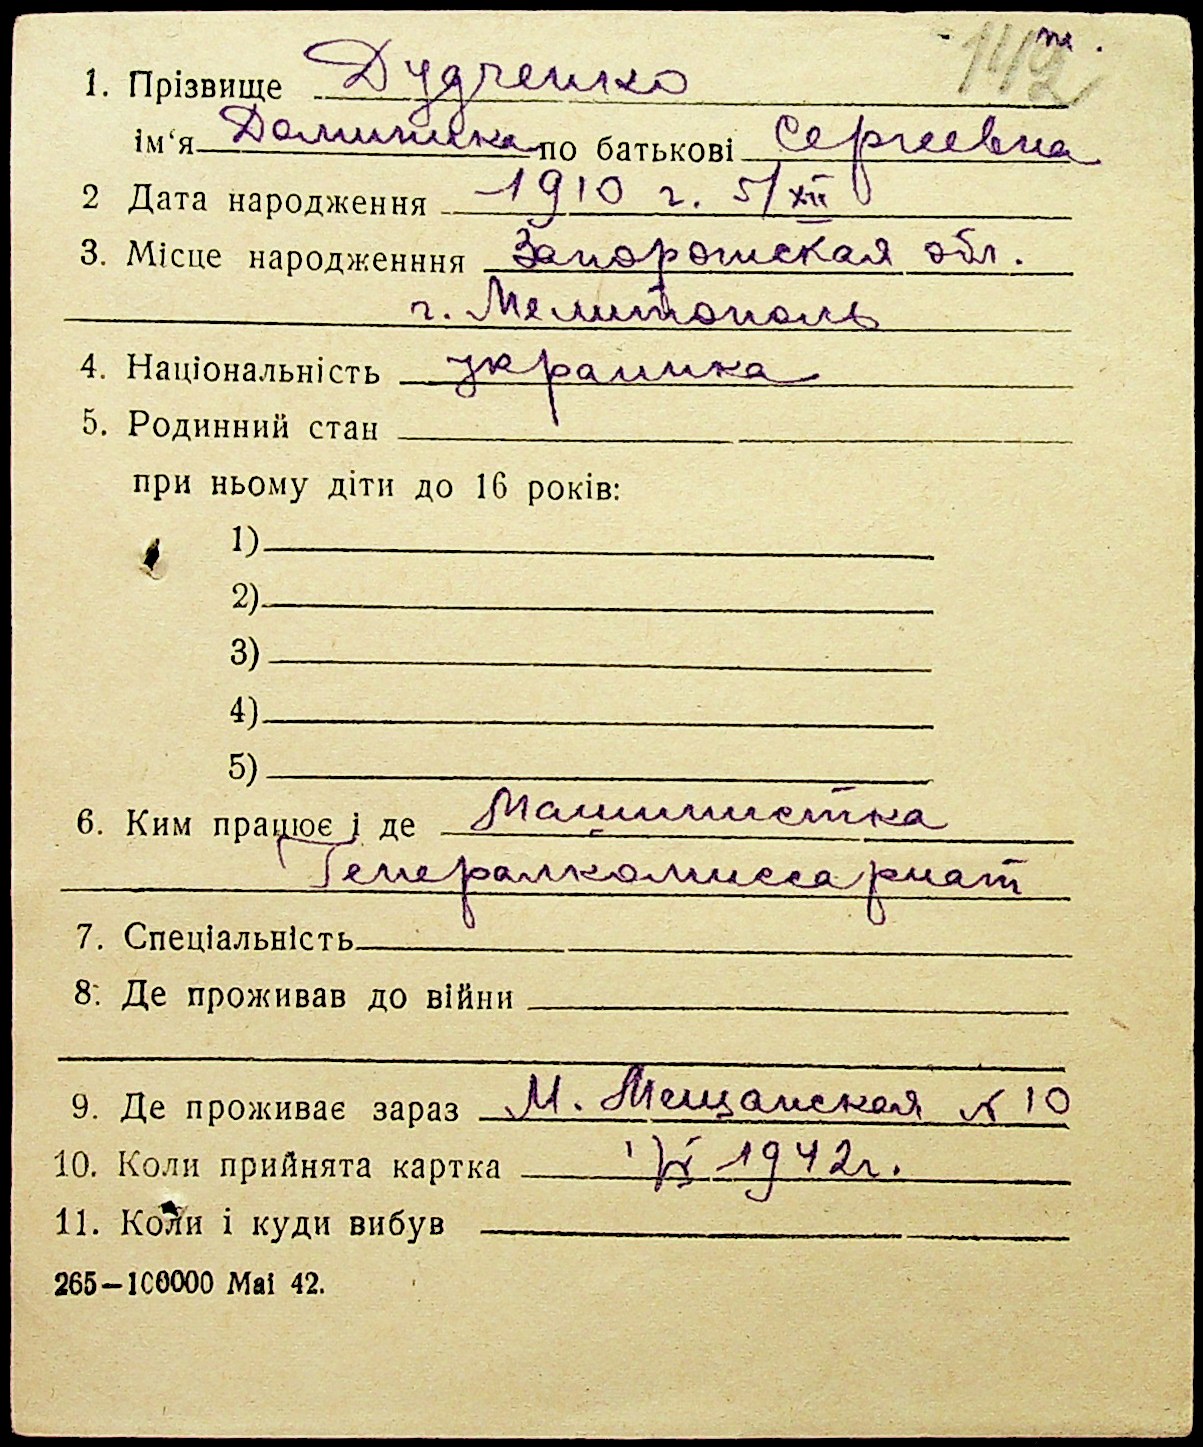 142
1. Прізвище Дудченко
ім‘я Доминика по батькові Сергеевна
2 Дата народження 1910 г. 5/XII
3. Місце народженння Запорожская обл.
г. Мелитополь
4. Національність украинка
5. Родинний стан
при ньому діти до 16 років:
1)
2)
3)
4)
5)
6. Ким працює і де Машинистка
Генералкомиссариат
7. Спеціальність
8. Де проживав до війни
9. Де проживає зараз М. Мещанская № 10
10. Коли прийнята картка 1942г.
11. Коли і куди вибув
265—100000 Mai 42.